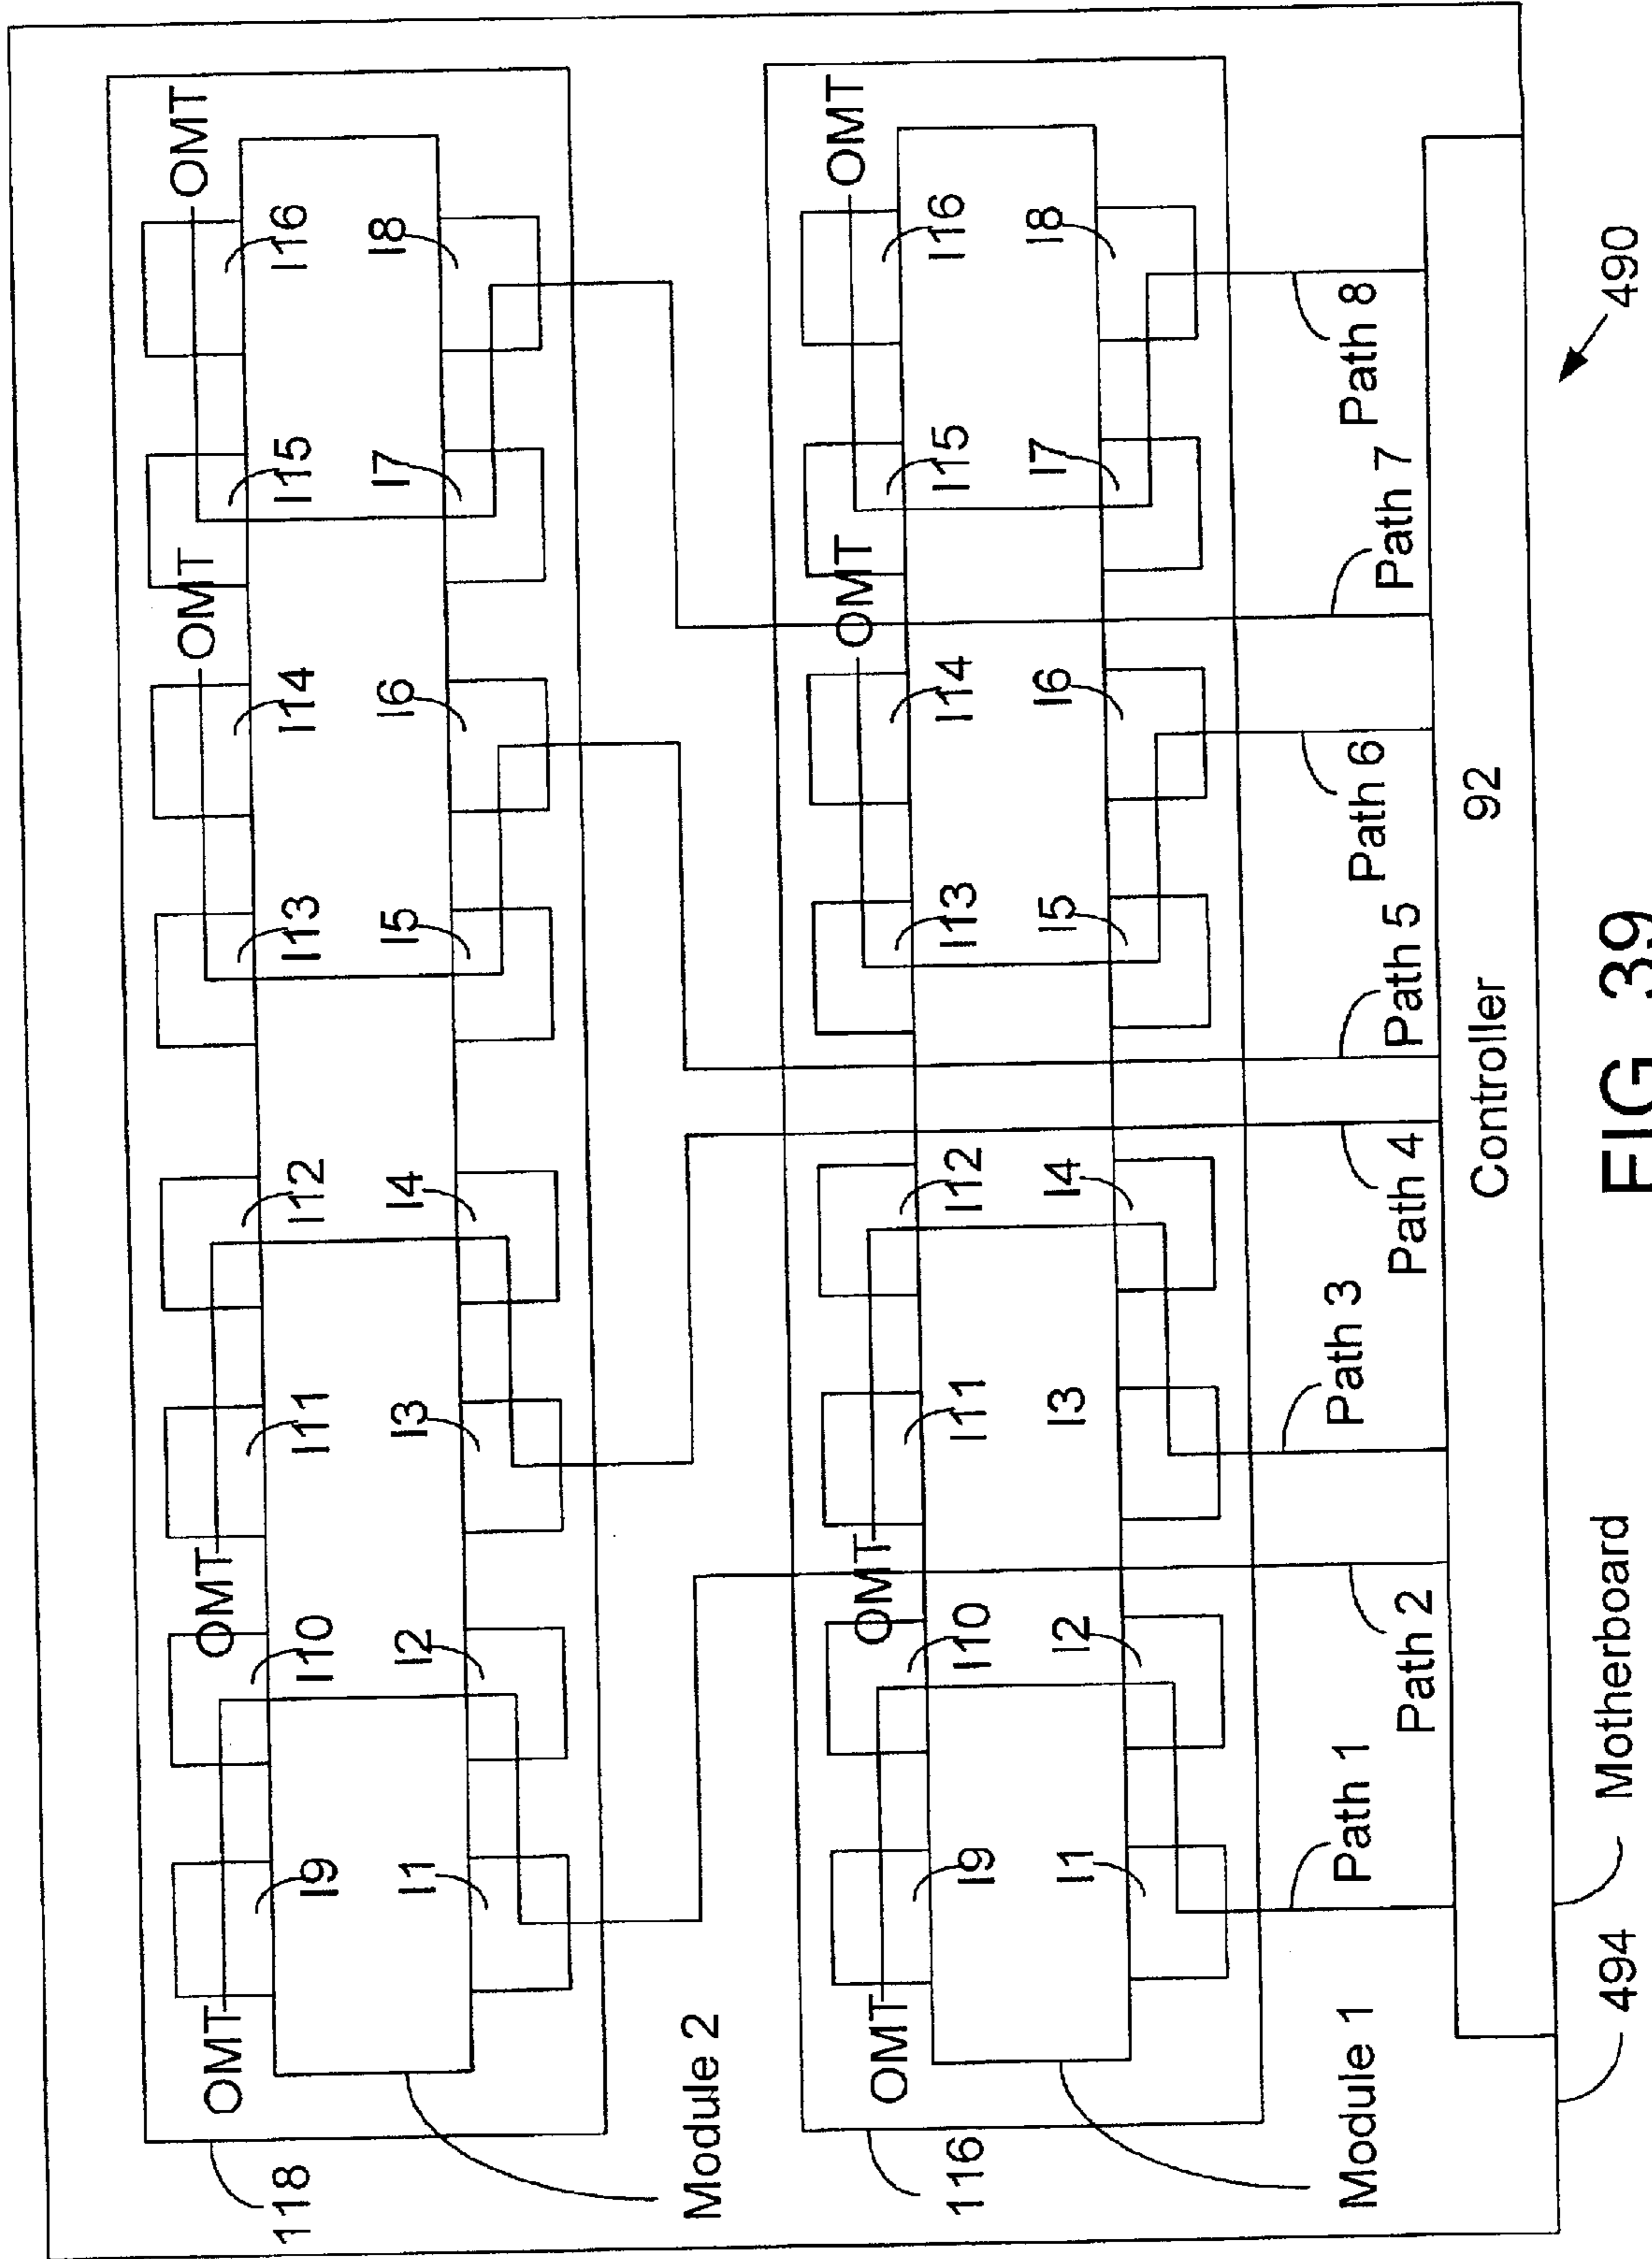 118
OMT
OMT
OMT
OMT
I9
I10
I11
I12
I13
I14
I15
I16
I1
I2
I3
I4
I5
I6
I7
I8
Module 2
116
OMT
OMT
OMT
OMT
I9
I10
I11
I12
I13
I14
I15
I16
I1
I2
I3
I4
I5
I6
I7
I8
Module 1
Path 1
Path 2
Path 3
Path 4
Path 5
Path 6
Path 7
Path 8
Controller 92
494
Motherboard
490
FIG 39